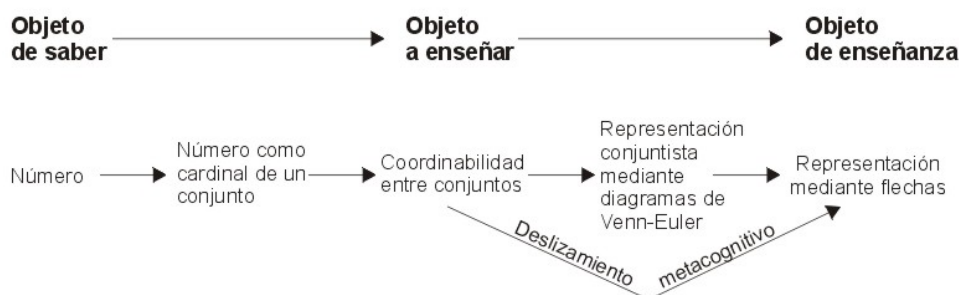 Objeto
de saber
Objeto
a enseñar
Objeto
de enseñanza
Número
Número como
cardinal de un
conjunto
Coordinabilidad
entre conjuntos
Representación
conjuntista
mediante
diagramas de
Venn-Euler
Representación
mediante flechas
Deslizamiento
metacognitivo